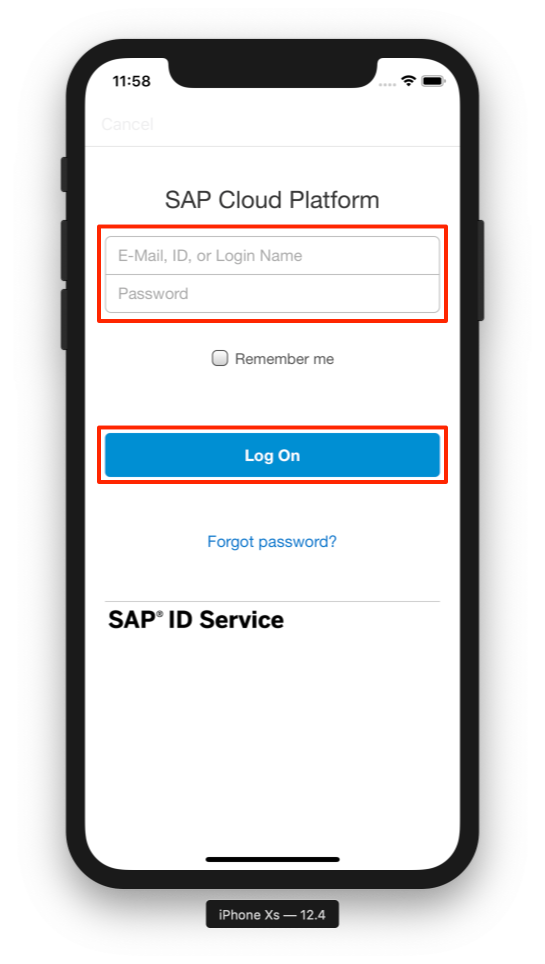 11:58
Cancel
SAP Cloud Platform
E-Mail, ID, or Login Name
Password
Remember me
Log On
Forgot password?
SAP® ID Service
iPhone Xs — 12.4